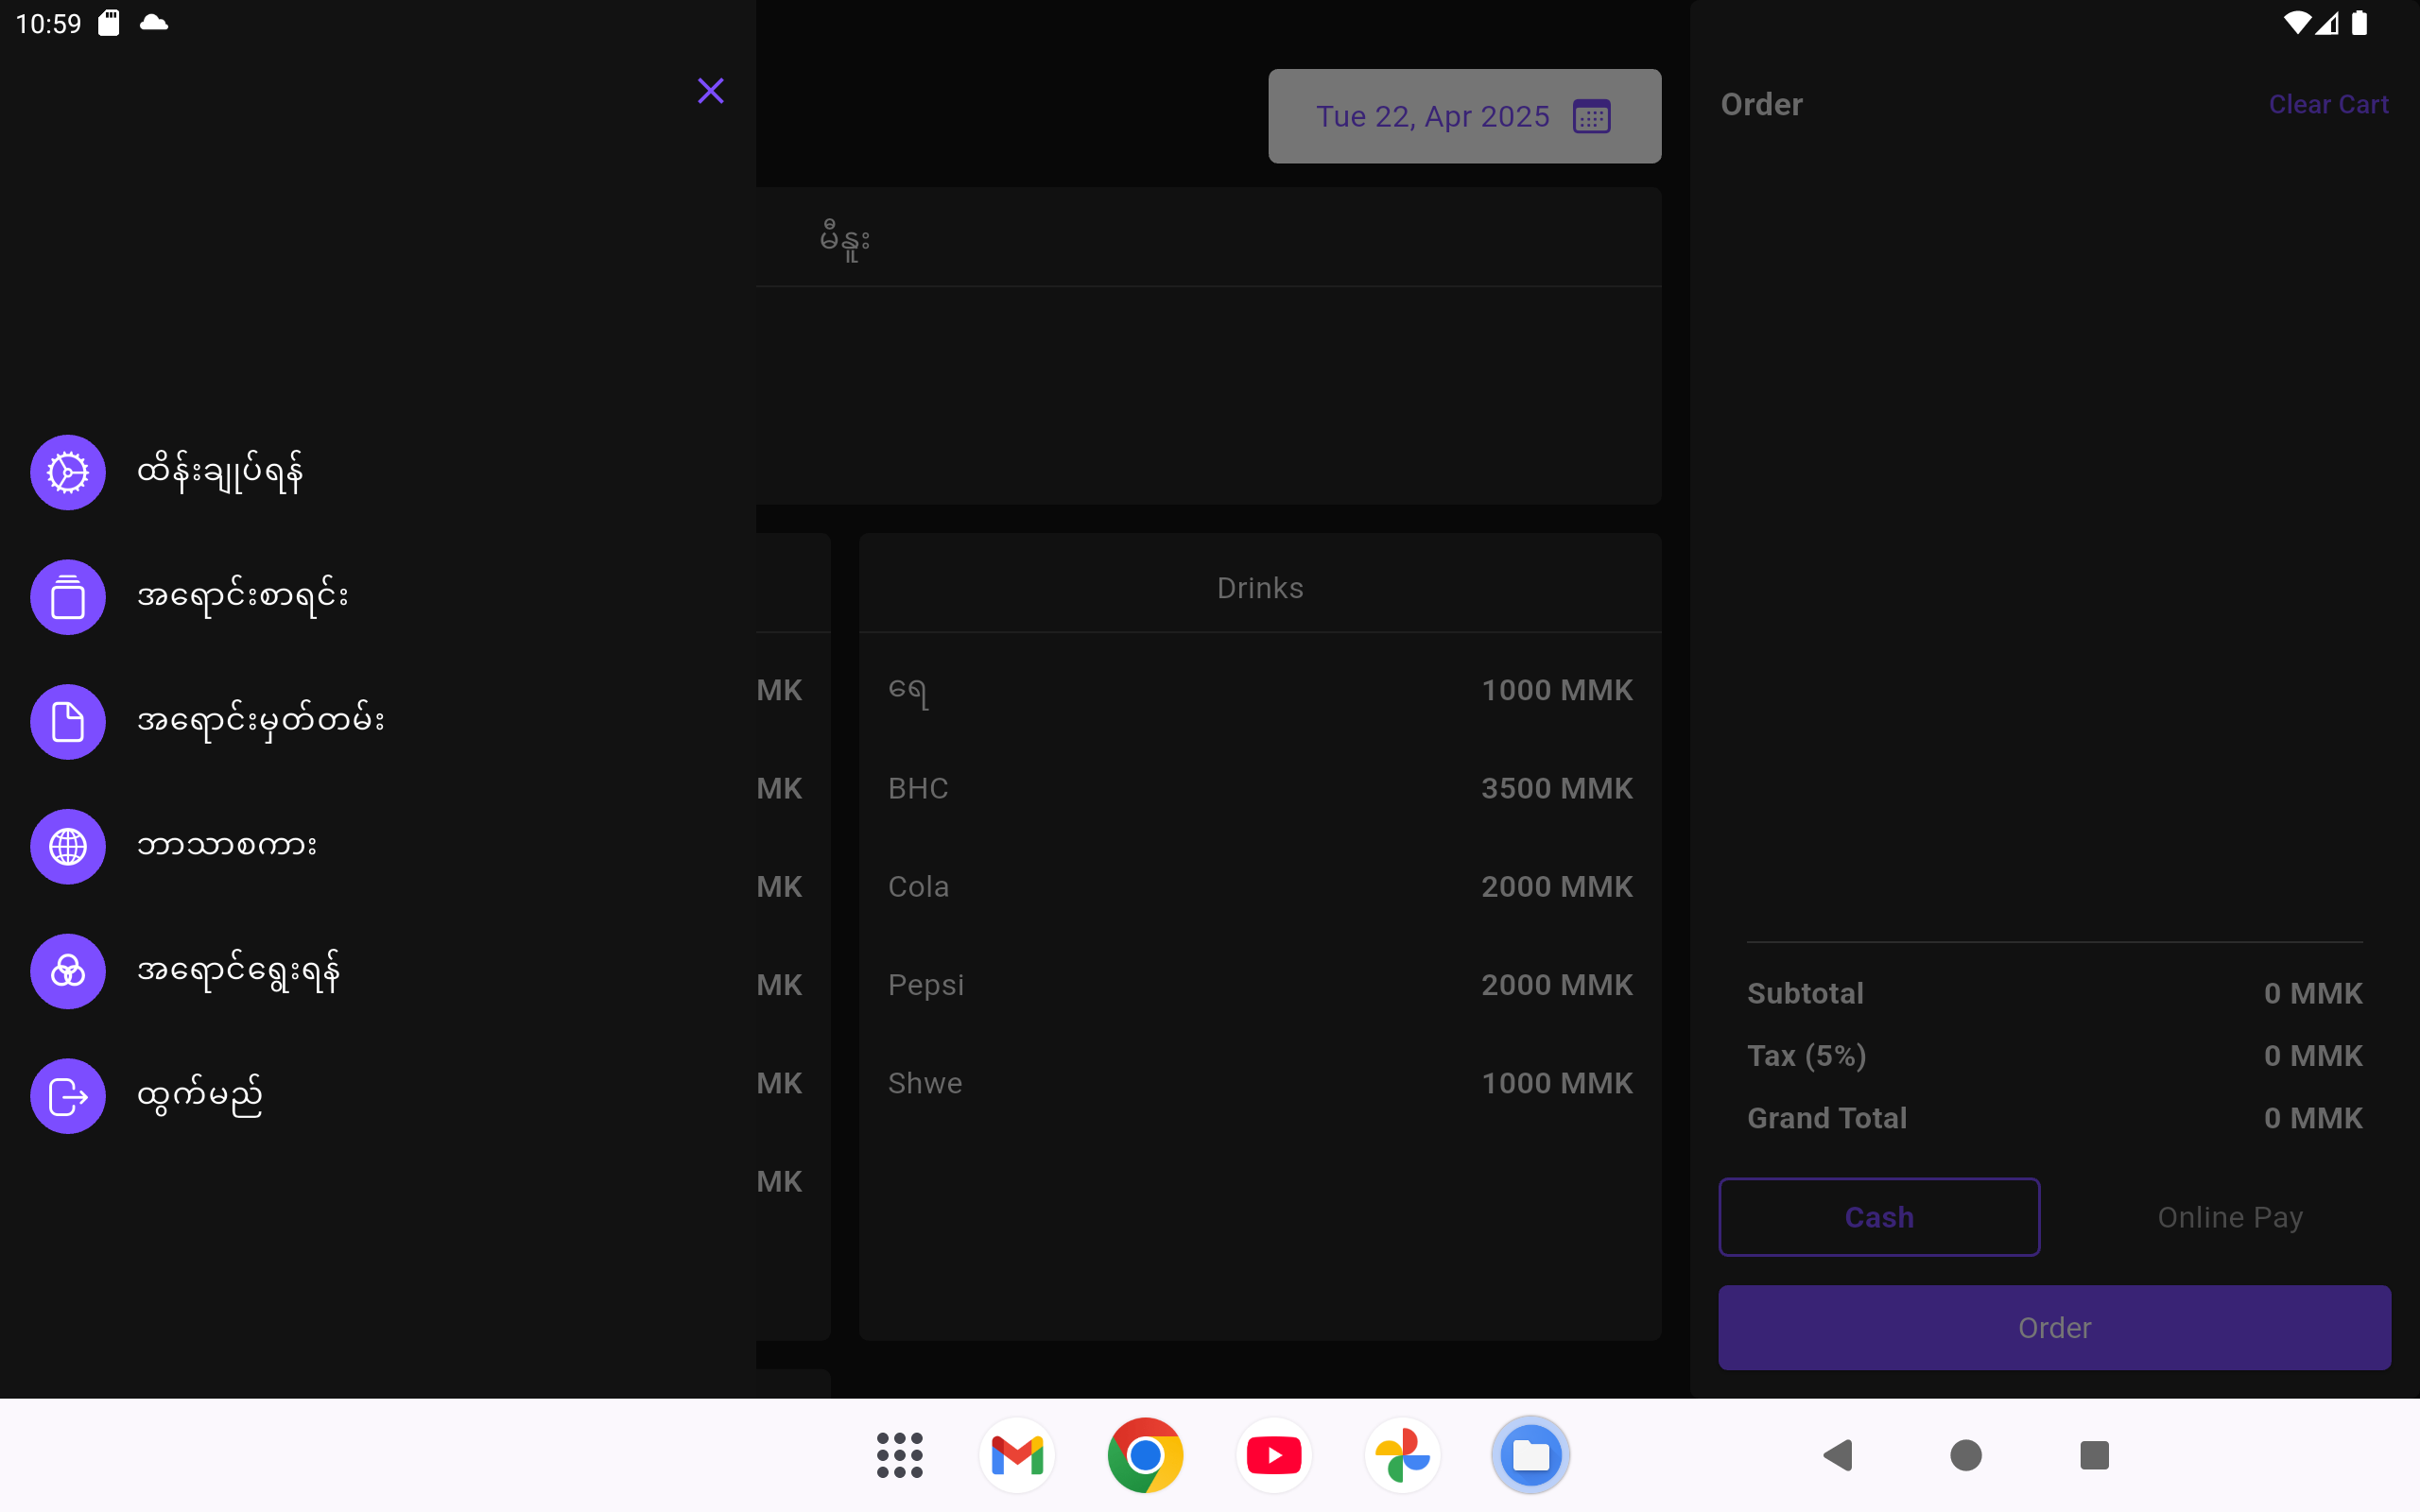 10:59
ထိန်းချုပ်ရန်
အရောင်းစာရင်း
အရောင်းမှတ်တမ်း
ဘာသာစကား
အရောင်ရွေးရန်
ထွက်မည်
Tue 22, Apr 2025
မီနူး
MK
MK
MK
MK
MK
MK
Drinks
ရေ 1000 MMK
BHC 3500 MMK
Cola 2000 MMK
Pepsi 2000 MMK
Shwe 1000 MMK
Order Clear Cart
Subtotal 0 MMK
Tax (5%) 0 MMK
Grand Total 0 MMK
Cash Online Pay
Order